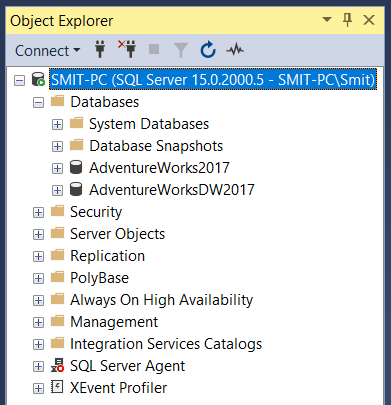 Object Explorer
Connect
SMIT-PC (SQL Server 15.0.2000.5 - SMIT-PC\Smit)
Databases
System Databases
Database Snapshots
AdventureWorks2017
AdventureWorksDW2017
Security
Server Objects
Replication
PolyBase
Always On High Availability
Management
Integration Services Catalogs
SQL Server Agent
XEvent Profiler